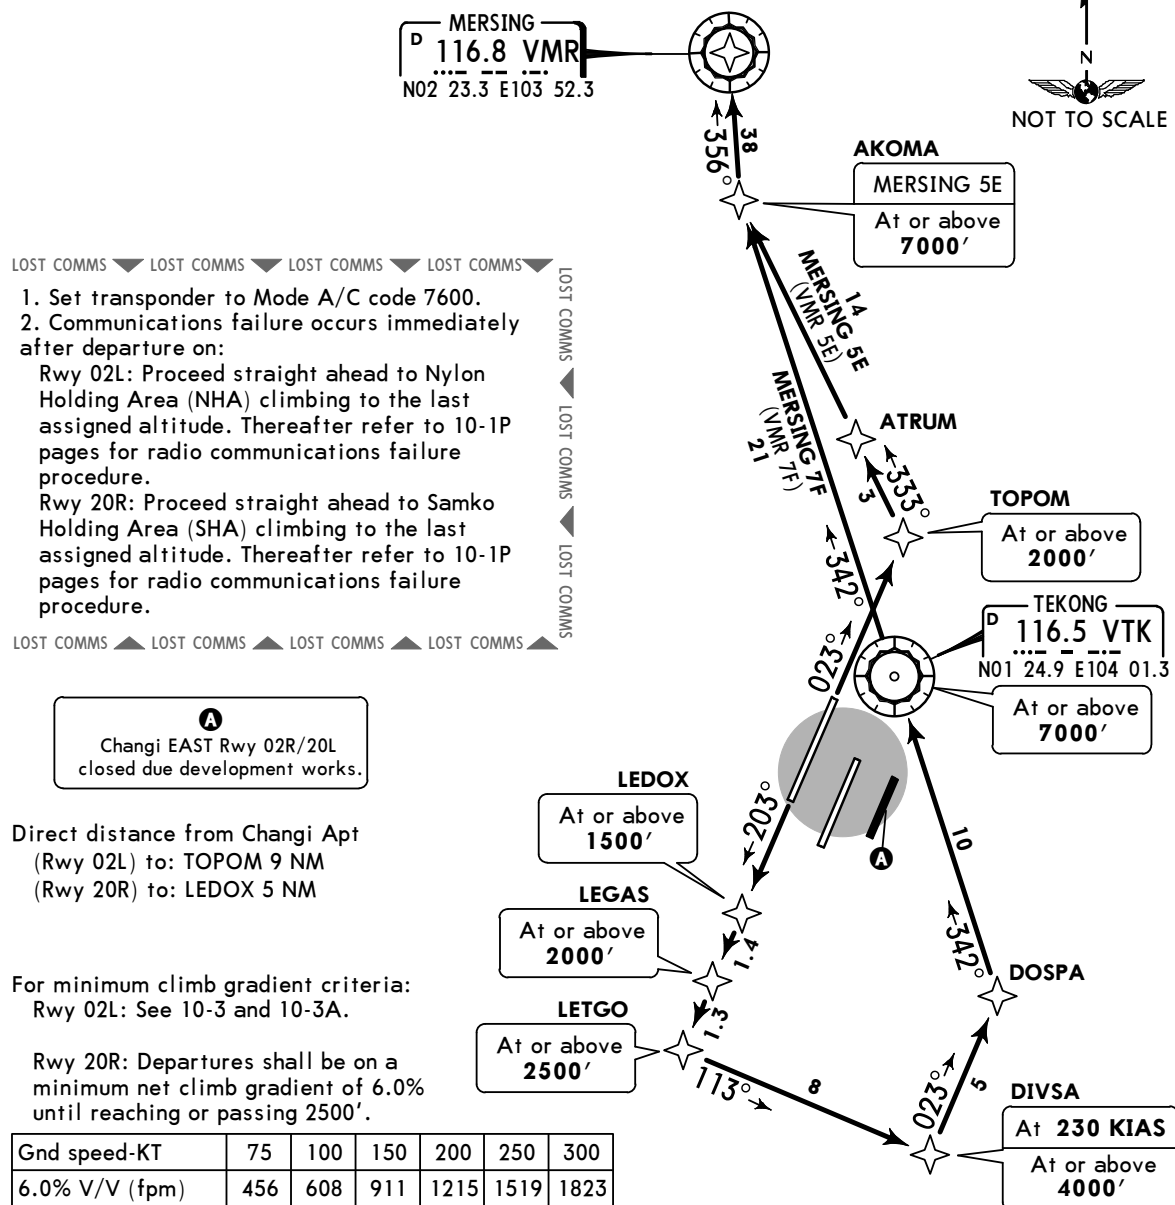 MERSING
D 116.8 VMR
N02 23.3 E103 52.3
N
NOT TO SCALE
356°
38
AKOMA
MERSING 5E
At or above
7000'
LOST COMMS LOST COMMS LOST COMMS LOST COMMS
LOST COMMS LOST COMMS LOST COMMS
1. Set transponder to Mode A/C code 7600.
2. Communications failure occurs immediately
after departure on:
Rwy 02L: Proceed straight ahead to Nylon
Holding Area (NHA) climbing to the last
assigned altitude. Thereafter refer to 10-1P
pages for radio communications failure
procedure.
Rwy 20R: Proceed straight ahead to Samko
Holding Area (SHA) climbing to the last
assigned altitude. Thereafter refer to 10-1P
pages for radio communications failure
procedure.
LOST COMMS LOST COMMS LOST COMMS LOST COMMS
14
MERSING 5E
(VMR 5E)
MERSING 7F
(VMR 7F)
21
ATRUM
333°
3
TOPOM
At or above
2000'
342°
023°
TEKONG
D 116.5 VTK
N01 24.9 E104 01.3
At or above
7000'
A
Changi EAST Rwy 02R/20L
closed due development works.
Direct distance from Changi Apt
(Rwy 02L) to: TOPOM 9 NM
(Rwy 20R) to: LEDOX 5 NM
LEDOX
At or above
1500'
203°
A
10
LEGAS
At or above
2000'
1.4
342°
DOSPA
For minimum climb gradient criteria:
Rwy 02L: See 10-3 and 10-3A.
Rwy 20R: Departures shall be on a
minimum net climb gradient of 6.0%
until reaching or passing 2500'.
LETGO
At or above
2500'
1.3
113°
8
023°
5
DIVSA
At 230 KIAS
At or above
4000'
Gnd speed-KT 75 100 150 200 250 300
6.0% V/V (fpm) 456 608 911 1215 1519 1823